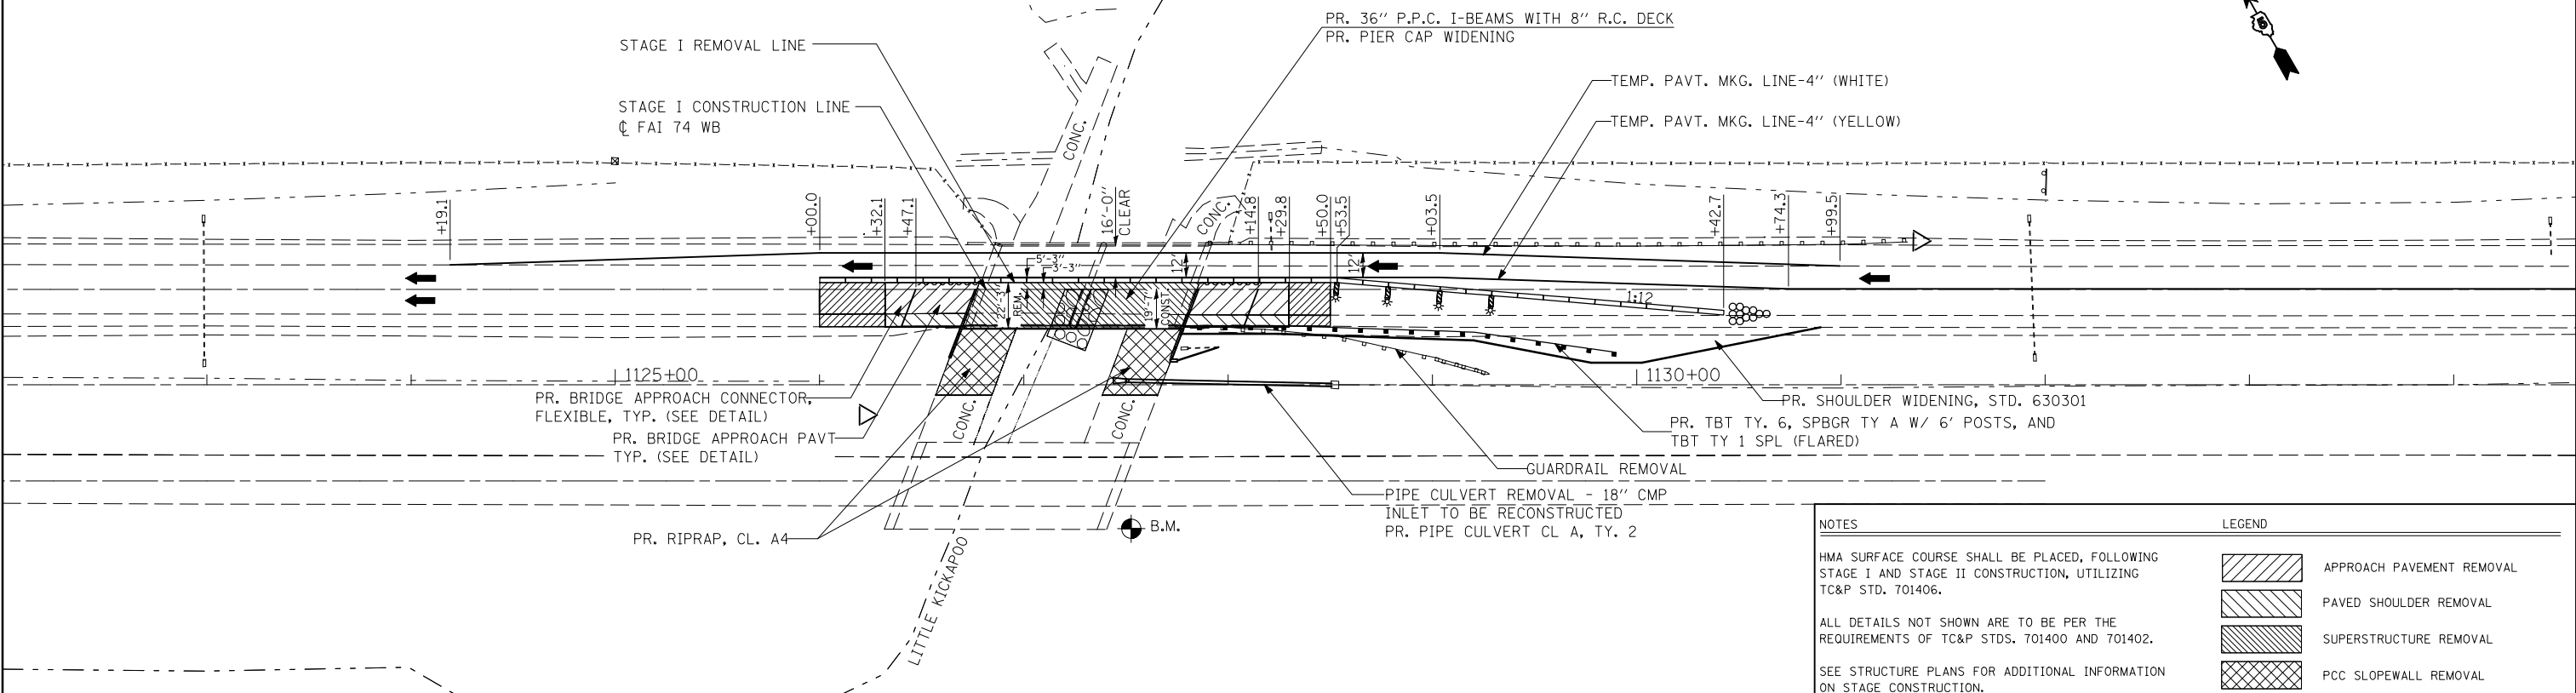 PR. 36" P.P.C. I-BEAMS WITH 8" R.C. DECK
PR. PIER CAP WIDENING
STAGE I REMOVAL LINE
TEMP. PAVT. MKG. LINE-4" (WHITE)
STAGE I CONSTRUCTION LINE
℄ FAI 74 WB
TEMP. PAVT. MKG. LINE-4" (YELLOW)
CONC.
+19.1
+00.0
+32.1
+47.1
16'-0"
CLEAR
CONC.
+14.8
+29.8
+50.0
+53.5
+03.5
+42.7
+74.3
+99.5
5'-3"
3'-3"
12'
12'
22'-3"
REM.
19'-7"
CONST.
1:12
1125+00
1130+00
PR. BRIDGE APPROACH CONNECTOR,
FLEXIBLE, TYP. (SEE DETAIL)
PR. BRIDGE APPROACH PAVT
TYP. (SEE DETAIL)
CONC.
CONC.
PR. SHOULDER WIDENING, STD. 630301
PR. TBT TY. 6, SPBGR TY A W/ 6' POSTS, AND
TBT TY 1 SPL (FLARED)
GUARDRAIL REMOVAL
PIPE CULVERT REMOVAL - 18" CMP
INLET TO BE RECONSTRUCTED
PR. PIPE CULVERT CL A, TY. 2
PR. RIPRAP, CL. A4
B.M.
LITTLE KICKAPOO
NOTES
HMA SURFACE COURSE SHALL BE PLACED, FOLLOWING
STAGE I AND STAGE II CONSTRUCTION, UTILIZING
TC&P STD. 701406.
ALL DETAILS NOT SHOWN ARE TO BE PER THE
REQUIREMENTS OF TC&P STDS. 701400 AND 701402.
SEE STRUCTURE PLANS FOR ADDITIONAL INFORMATION
ON STAGE CONSTRUCTION.
LEGEND
APPROACH PAVEMENT REMOVAL
PAVED SHOULDER REMOVAL
SUPERSTRUCTURE REMOVAL
PCC SLOPEWALL REMOVAL